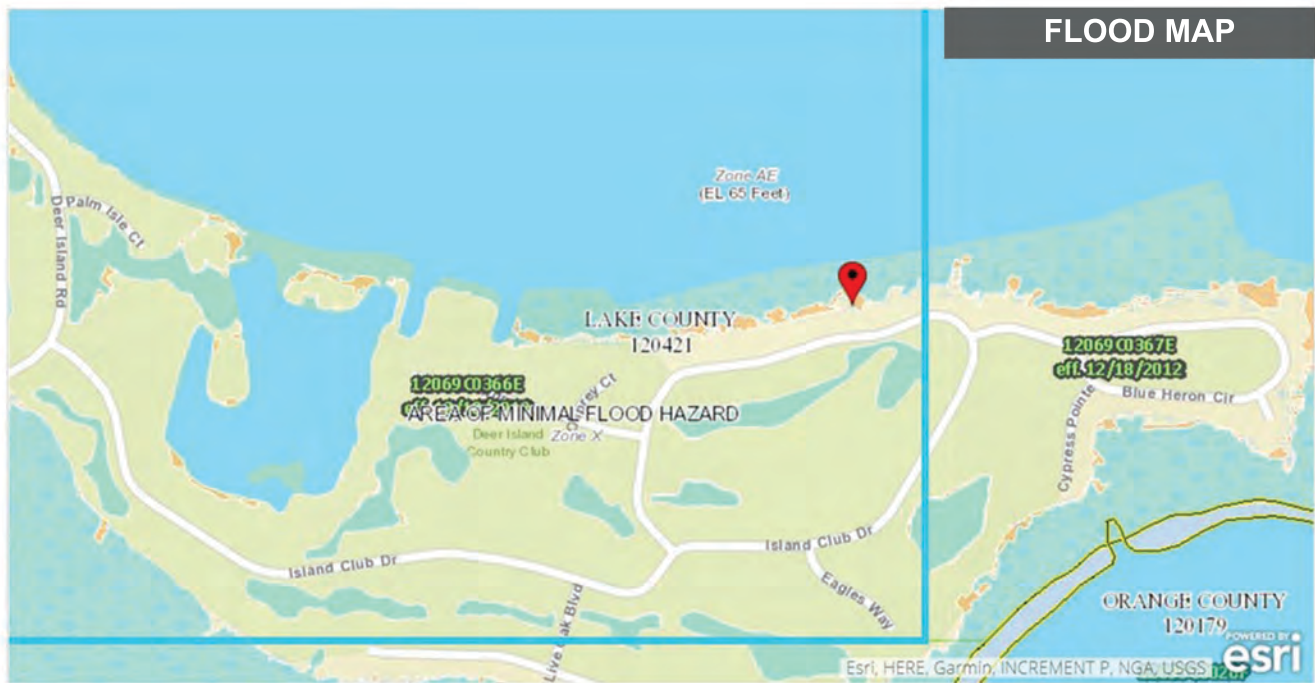 FLOOD MAP
Zone AE
(EL 65 Feet)
Palm Isle Ct
Deer Island Rd
LAKE COUNTY
120421
12069C0367E
eff. 12/18/2012
12069C0366E
AREA OF MINIMAL FLOOD HAZARD
Blue Heron Cir
Deer Island
Country Club
Zone X
Cypress Pointe
Island Club Dr
Island Club Dr
Eagles Way
ORANGE COUNTY
120179
POWERED BY
esri
Esri, HERE, Garmin, INCREMENT P, NGA, USGS